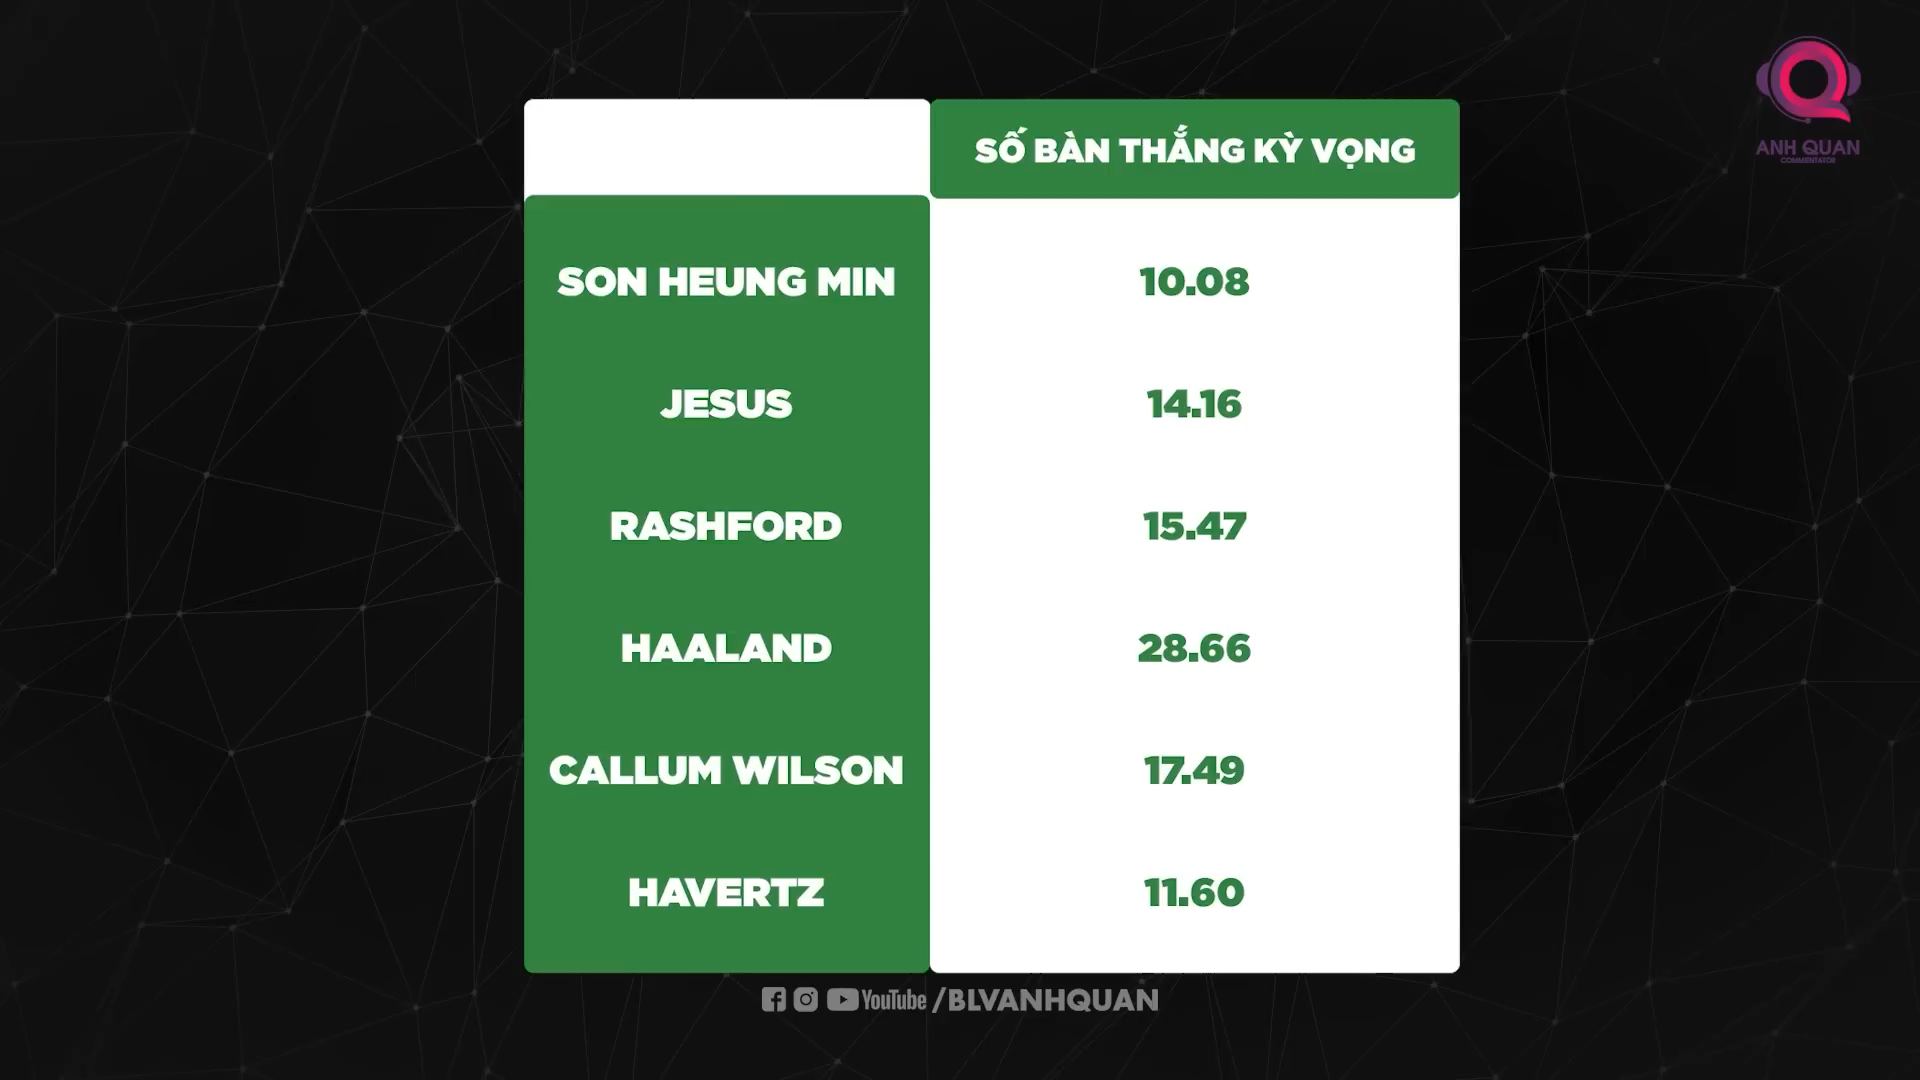 ANH QUAN
COMMENTATOR
SỐ BÀN THẮNG KỲ VỌNG
SON HEUNG MIN 10.08
JESUS 14.16
RASHFORD 15.47
HAALAND 28.66
CALLUM WILSON 17.49
HAVERTZ 11.60
YouTube /BLVANHQUAN